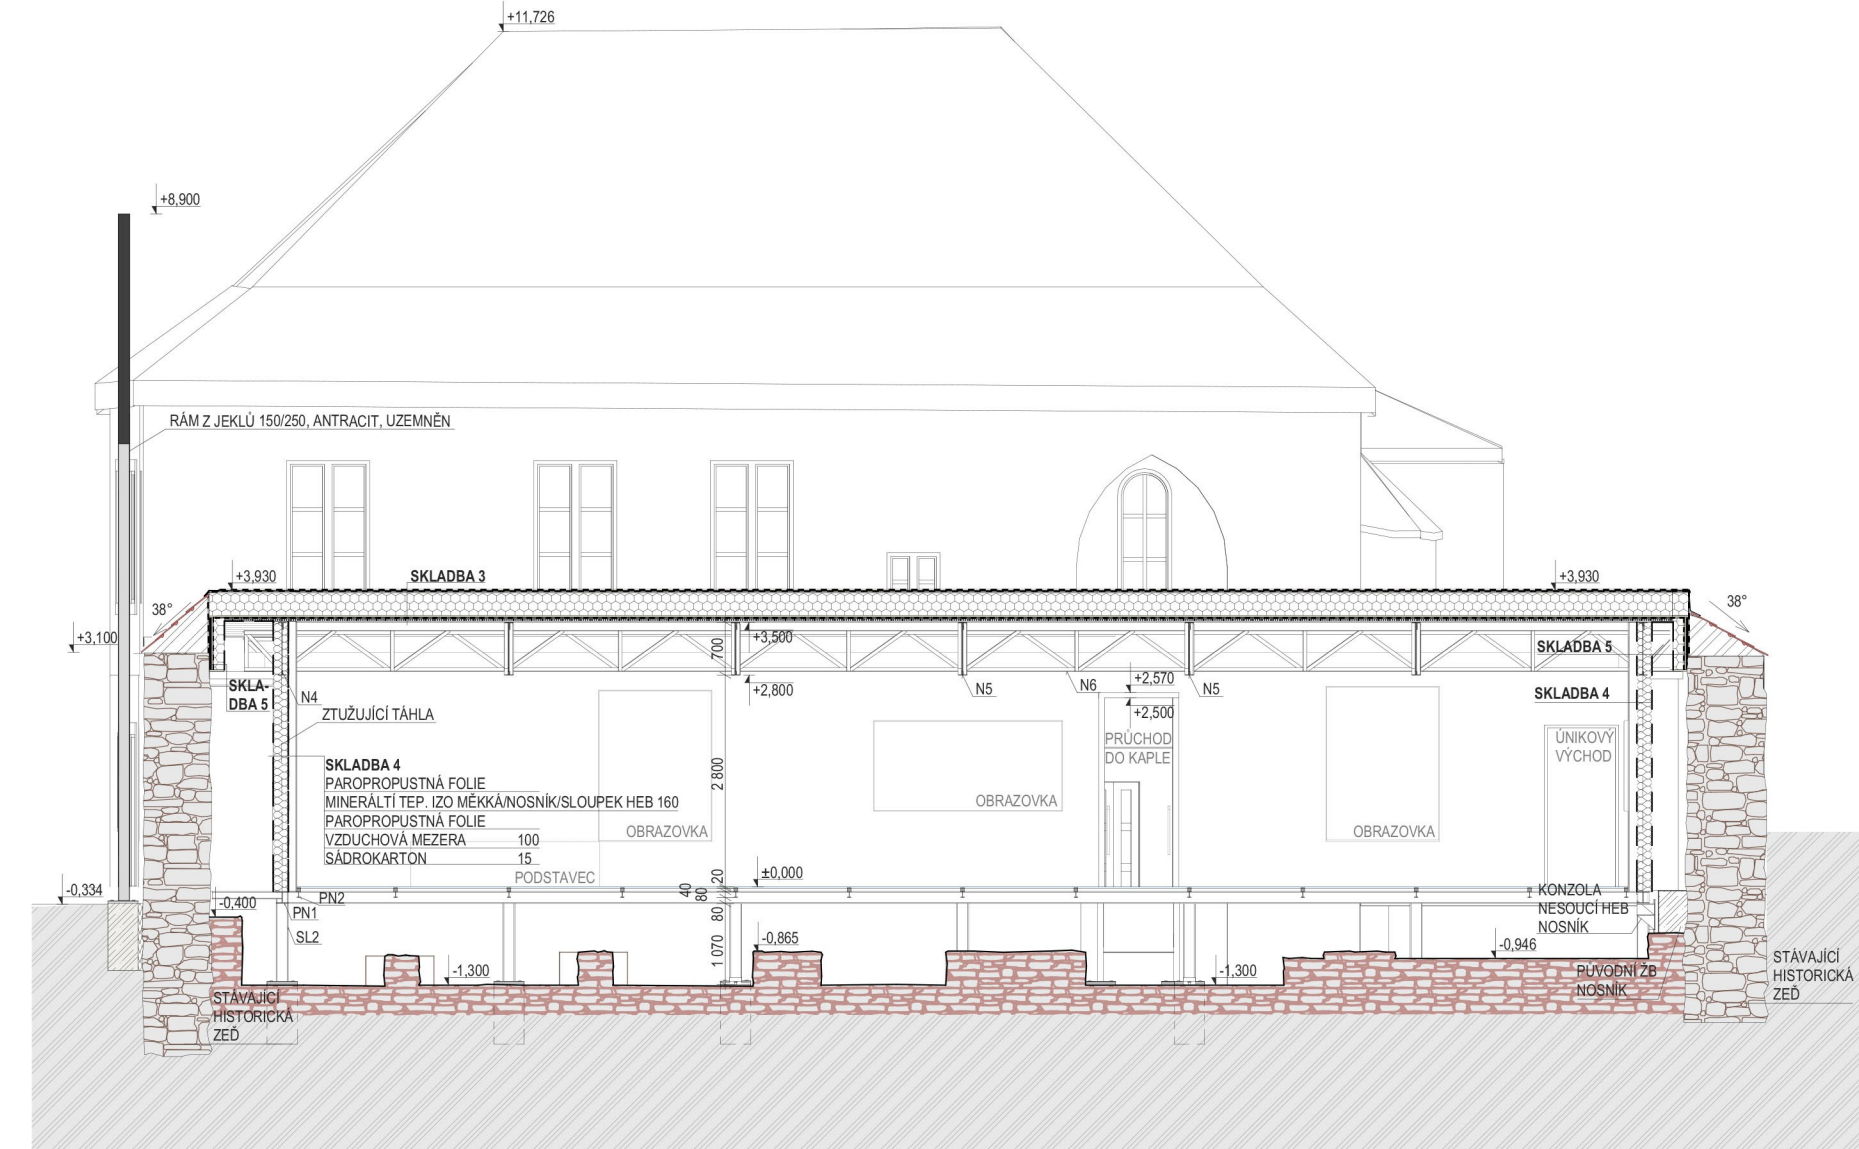 +11,726
+8,900
RÁM Z JEKLŮ 150/250, ANTRACIT, UZEMNĚN
+3,930
SKLADBA 3
+3,930
38°
38°
+3,100
700
+3,500
SKLADBA 5
SKLA-
DBA 5
N4
+2,800
N5
N6
+2,570
N5
+2,500
SKLADBA 4
ZTUŽUJÍCÍ TÁHLA
PRŮCHOD
DO KAPLE
ÚNIKOVÝ
VÝCHOD
SKLADBA 4
PAROPROPUSTNÁ FOLIE
MINERÁLTÍ TEP. IZO MĚKKÁ/NOSNÍK/SLOUPEK HEB 160
PAROPROPUSTNÁ FOLIE
VZDUCHOVÁ MEZERA 100
SÁDROKARTON 15
2 800
OBRAZOVKA
OBRAZOVKA
OBRAZOVKA
PODSTAVEC
±0,000
-0,334
-0,400
PN2
PN1
SL2
40
80
20
80
1 070
KONZOLA
NESOUCÍ HEB
NOSNÍK
-0,865
-0,946
-1,300
-1,300
PŮVODNÍ ŽB
NOSNÍK
STÁVAJÍCÍ
HISTORICKÁ
ZEĎ
STÁVAJÍCÍ
HISTORICKÁ
ZEĎ